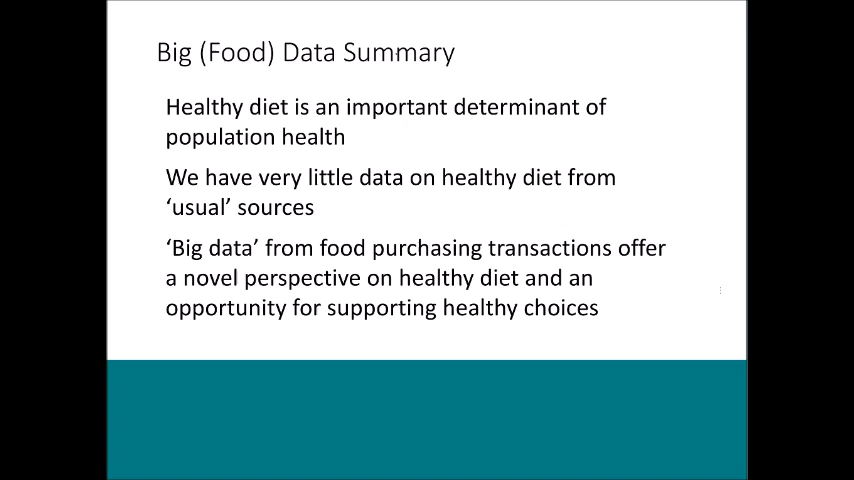 Big (Food) Data Summary
Healthy diet is an important determinant of
population health
We have very little data on healthy diet from
‘usual’ sources
‘Big data’ from food purchasing transactions offer
a novel perspective on healthy diet and an
opportunity for supporting healthy choices